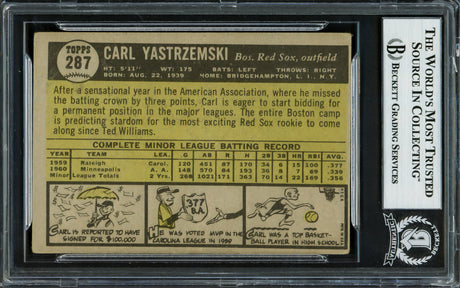 TOPPS
287
CARL YASTRZEMSKI Bos. Red Sox, outfield
HT: 5'11" WT: 175 BATS: LEFT THROWS: RIGHT
BORN: AUG. 22, 1939 HOME: BRIDGEHAMPTON, L. I., N.Y.
After a sensational year in the American Association, where he missed
the batting crown by three points, Carl is eager to start bidding for
a permanent position in the major leagues. The entire Boston camp
is predicting stardom for the most exciting Red Sox rookie to come
along since Ted Williams.
COMPLETE MINOR LEAGUE BATTING RECORD
YEAR TEAM LEA. G AB R H 2B 3B HR RBI AVG.
1959 Raleigh Carol. 120 451 87 170 34 6 15 100 .377
1960 Minneapolis A. A. 148 570 84 193 36 8 7 69 .339
Minor League Totals 2 Yrs. 268 1021 171 363 70 14 22 169 .356
377
B.A.
CARL IS REPORTED TO HAVE SIGNED FOR $100,000
HE WAS VOTED MVP IN THE CAROLINA LEAGUE IN 1959
CARL WAS A TOP BASKETBALL PLAYER IN HIGH SCHOOL
THE WORLD'S MOST TRUSTED
SOURCE IN COLLECTING
BECKETT GRADING SERVICES
BECKETT
AUTHENTIC